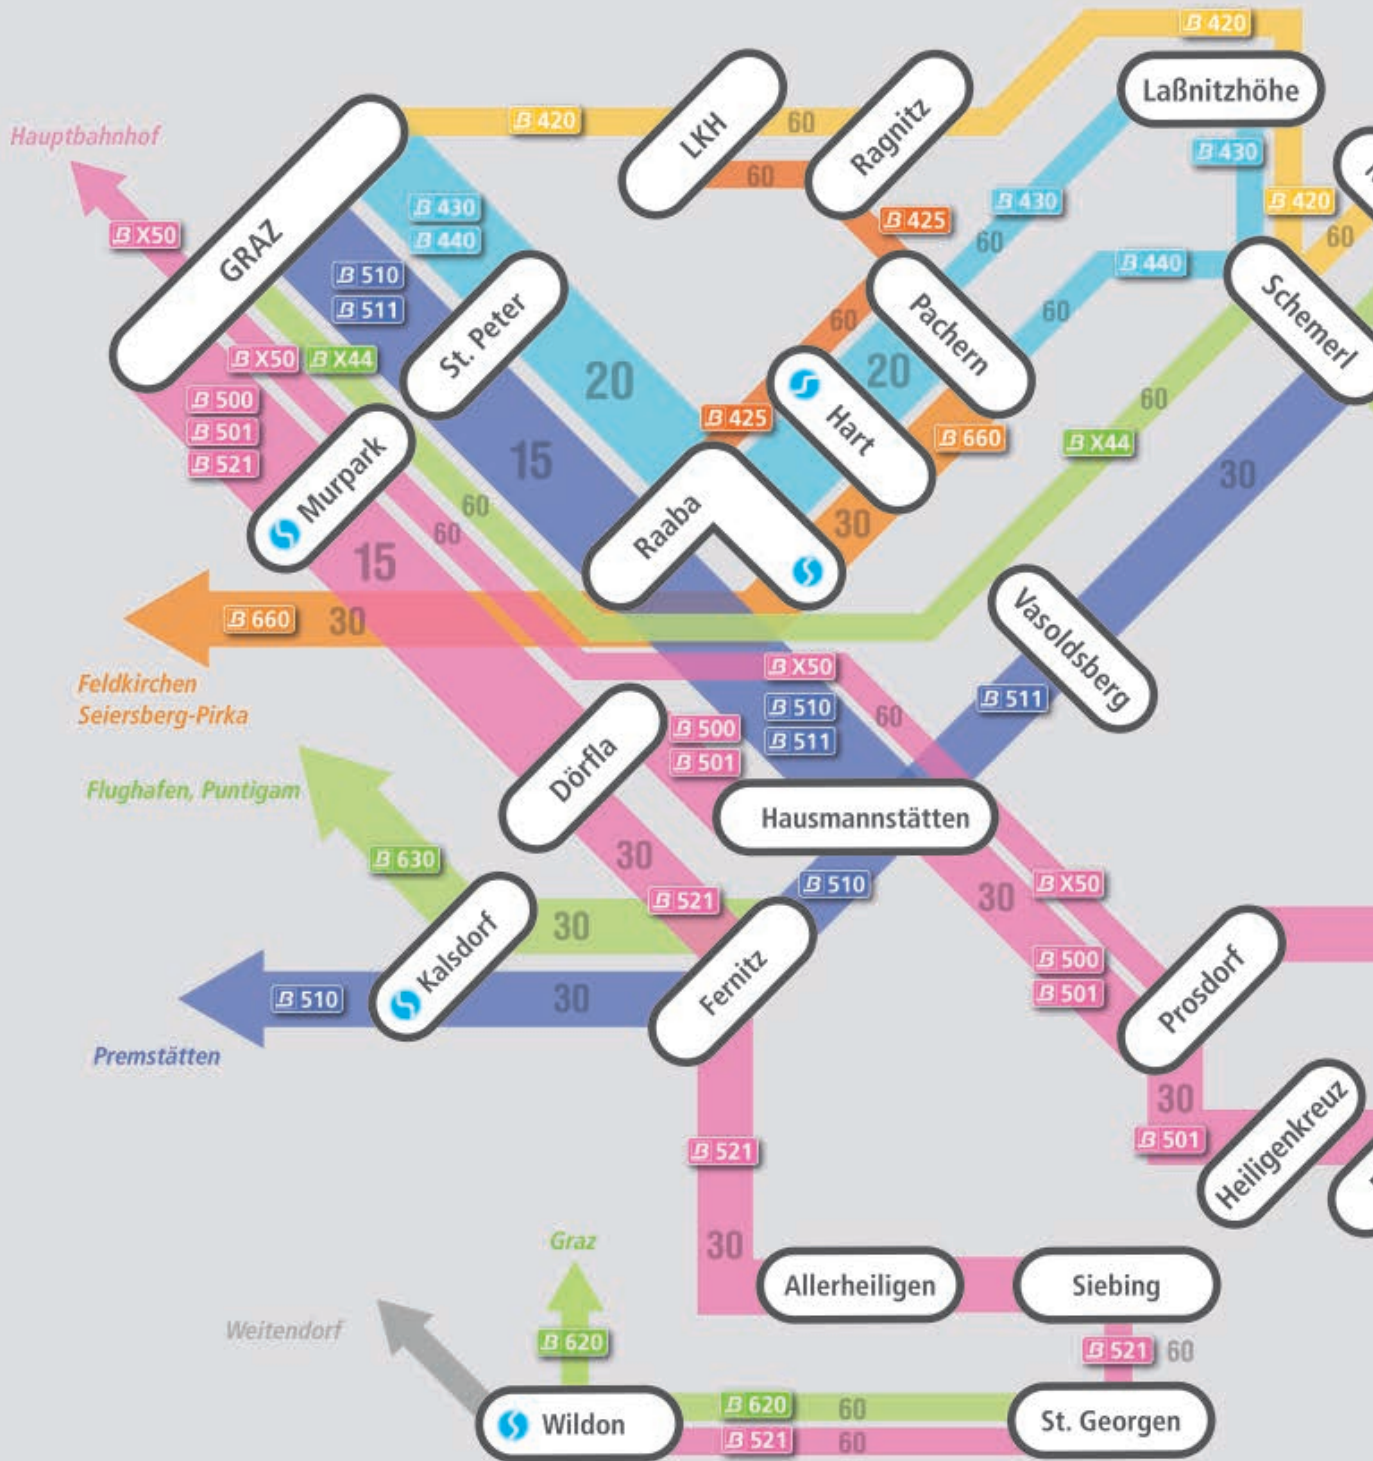 B 420
Laßnitzhöhe
B 420
LKH
60
Ragnitz
Hauptbahnhof
60
B 430
B X50
GRAZ
B 430
B 440
B 425
B 430
60
B 420
60
B 510
B 511
St. Peter
B 440
Schemerl
Pachern
60
60
B X50
B X44
20
20
B 500
B 501
B 521
B 425
Hart
60
B 660
B X44
Murpark
15
30
60
60
Raaba
30
15
B 660
30
Vasoldsberg
Feldkirchen
Seiersberg-Pirka
B X50
B 510
B 511
60
B 511
B 500
B 501
Dörfla
Flughafen, Puntigam
Hausmannstätten
B 630
30
B 510
B X50
30
B 521
30
Kalsdorf
Fernitz
B 500
B 501
Prosdorf
B 510
30
Premstätten
30
B 501
Heiligenkreuz
B 521
30
Graz
Allerheiligen
Siebing
Weitendorf
B 620
B 521
60
B 620
60
Wildon
St. Georgen
B 521
60